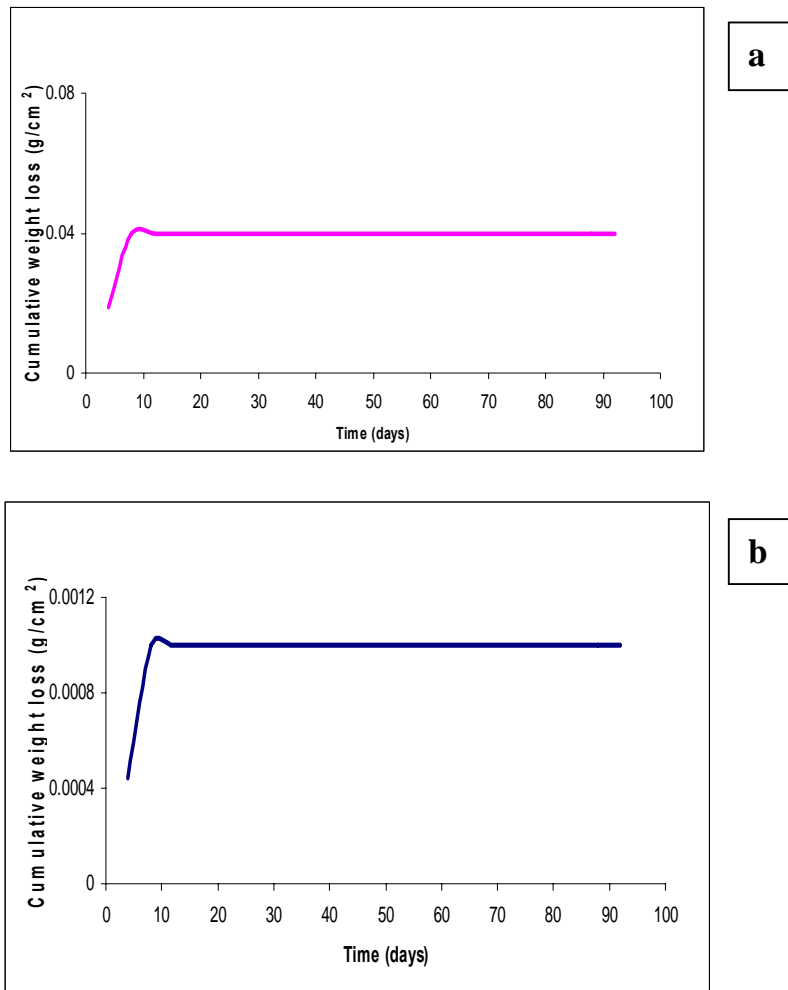 a
Cumulative weight loss (g/cm²)
0.08
0.04
0
0 10 20 30 40 50 60 70 80 90 100
Time (days)
b
Cumulative weight loss (g/cm²)
0.0012
0.0008
0.0004
0
0 10 20 30 40 50 60 70 80 90 100
Time (days)